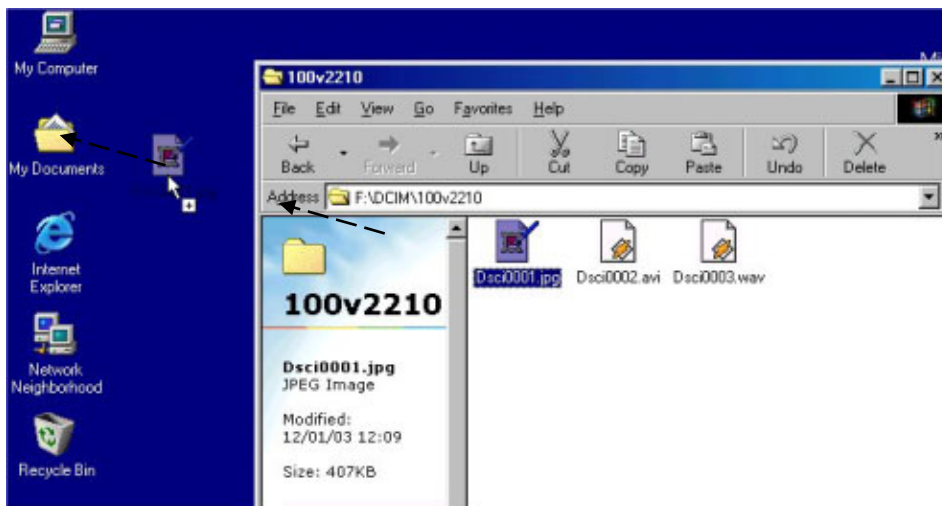 My Computer
My Documents
Internet
Explorer
Network
Neighborhood
Recycle Bin
100v2210
File Edit View Go Favorites Help
Back Forward Up Cut Copy Paste Undo Delete
Address F:\DCIM\100v2210
Dsci0001.jpg Dsci0002.avi Dsci0003.wav
100v2210
Dsci0001.jpg
JPEG Image
Modified:
12/01/03 12:09
Size: 407KB